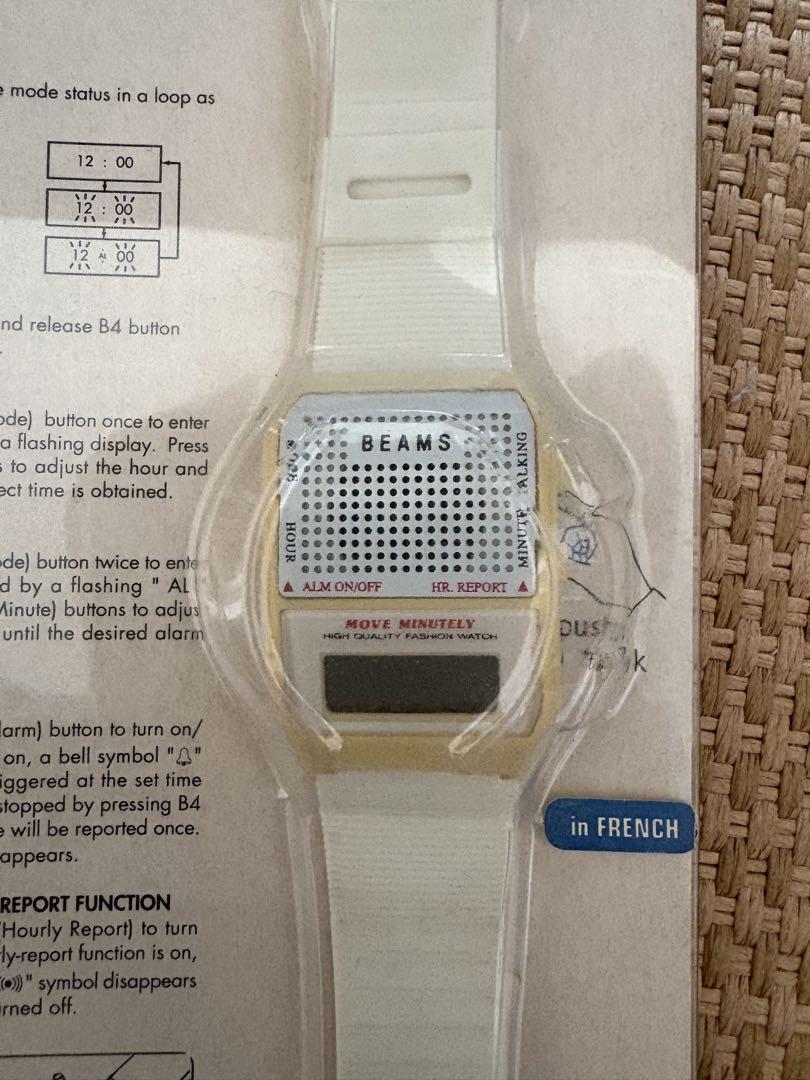 e mode status in a loop as
12 : 00
12 : 00
12 AL 00
nd release B4 button
ode) button once to enter
a flashing display. Press
s to adjust the hour and
ect time is obtained.
de) button twice to ente
d by a flashing " AL
Minute) buttons to adjus
until the desired alarm
larm) button to turn on/
on, a bell symbol "🔔"
iggered at the set time
stopped by pressing B4
e will be reported once.
appears.
REPORT FUNCTION
/Hourly Report) to turn
rly-report function is on,
" symbol disappears
urned off.
BEAMS
TALKING
HOUR
MINUTE
▲ ALM ON/OFF HR. REPORT ▲
MOVE MINUTELY
HIGH QUALITY FASHION WATCH
in FRENCH